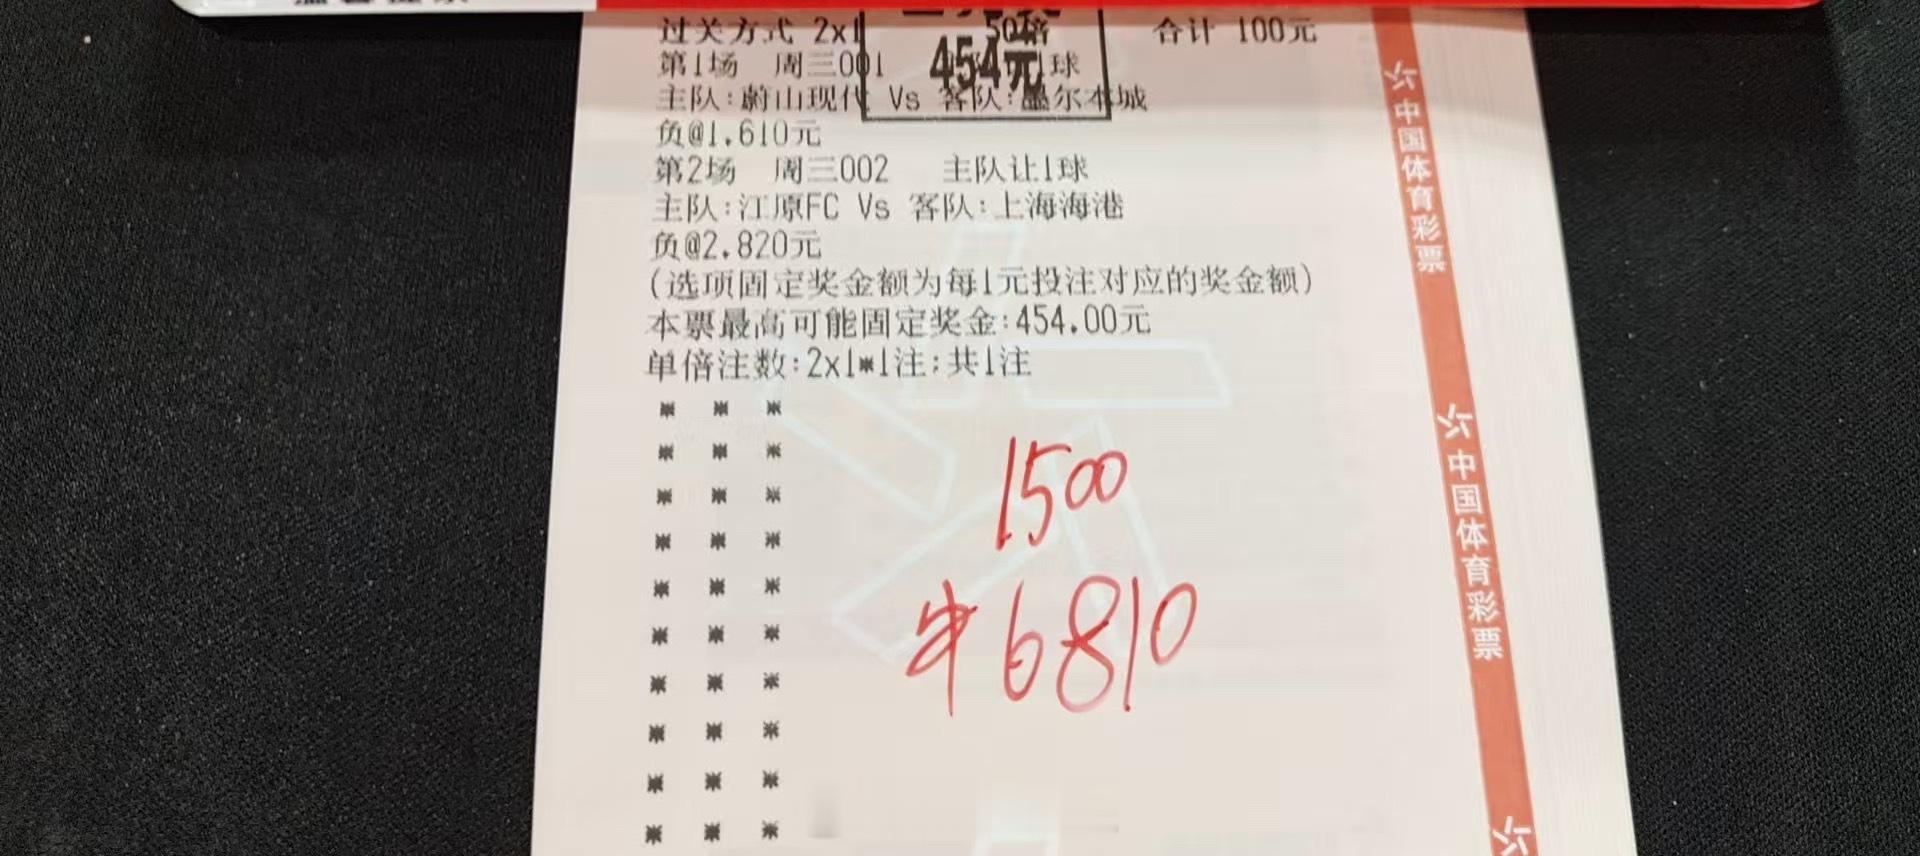 过关方式 2x1 50倍 合计 100元
454元
第1场 周三001 1球
主队:蔚山现代 Vs 客队:墨尔本城
负@1.610元
第2场 周三002 主队让1球
主队:江原FC Vs 客队:上海海港
负@2.820元
(选项固定奖金额为每1元投注对应的奖金额)
本票最高可能固定奖金:454.00元
单倍注数:2x1*1注;共1注
※ ※ ※
※ ※ ※
※ ※ ※
※ ※ ※
※ ※ ※
※ ※ ※
※ ※ ※
※ ※ ※
※ ※ ※
※ ※ ※
1500
¥6810
中国体育彩票
中国体育彩票